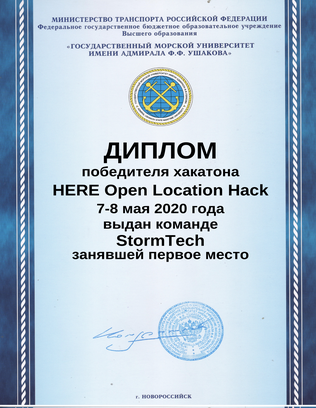 МИНИСТЕРСТВО ТРАНСПОРТА РОССИЙСКОЙ ФЕДЕРАЦИИ
Федеральное государственное бюджетное образовательное учреждение
Высшего образования
«ГОСУДАРСТВЕННЫЙ МОРСКОЙ УНИВЕРСИТЕТ
ИМЕНИ АДМИРАЛА Ф.Ф. УШАКОВА»
ДИПЛОМ
победителя хакатона
HERE Open Location Hack
7-8 мая 2020 года
выдан команде
StormTech
занявшей первое место
г. НОВОРОССИЙСК